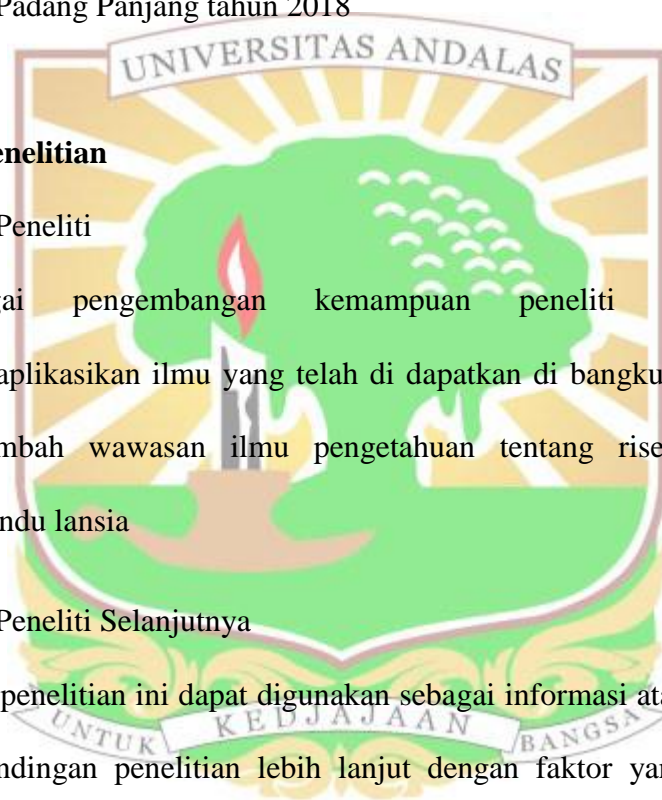 Padang Panjang tahun 2018
UNIVERSITAS ANDALAS
enelitian
Peneliti
gai pengembangan kemampuan peneliti
aplikasikan ilmu yang telah di dapatkan di bangku
mbah wawasan ilmu pengetahuan tentang rise
ndu lansia
Peneliti Selanjutnya
penelitian ini dapat digunakan sebagai informasi ata
UNTUK KEDJAJAAN BANGSA
ndingan penelitian lebih lanjut dengan faktor yan